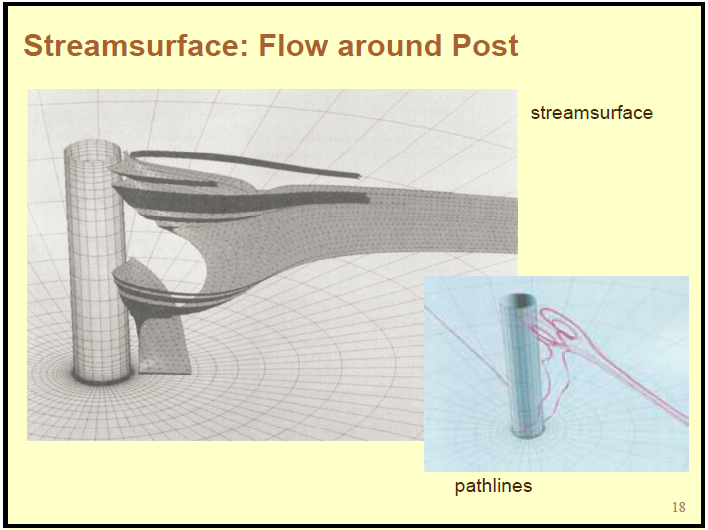 Streamsurface: Flow around Post
streamsurface
pathlines
18